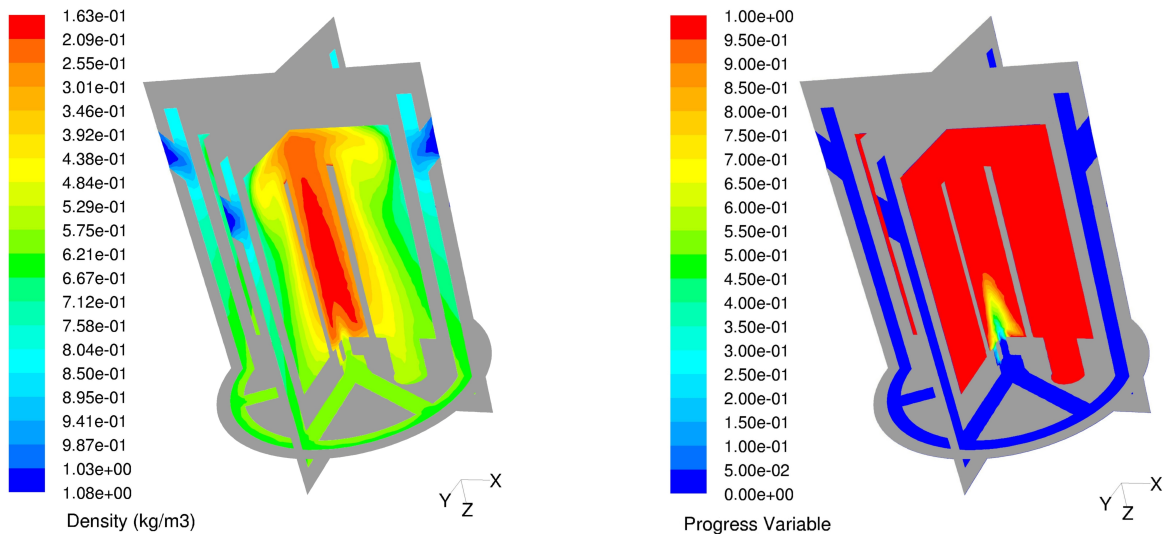 1.63e-01
2.09e-01
2.55e-01
3.01e-01
3.46e-01
3.92e-01
4.38e-01
4.84e-01
5.29e-01
5.75e-01
6.21e-01
6.67e-01
7.12e-01
7.58e-01
8.04e-01
8.50e-01
8.95e-01
9.41e-01
9.87e-01
1.03e+00
1.08e+00
Density (kg/m3)
Y
Z
X
1.00e+00
9.50e-01
9.00e-01
8.50e-01
8.00e-01
7.50e-01
7.00e-01
6.50e-01
6.00e-01
5.50e-01
5.00e-01
4.50e-01
4.00e-01
3.50e-01
3.00e-01
2.50e-01
2.00e-01
1.50e-01
1.00e-01
5.00e-02
0.00e+00
Progress Variable
Y
Z
X